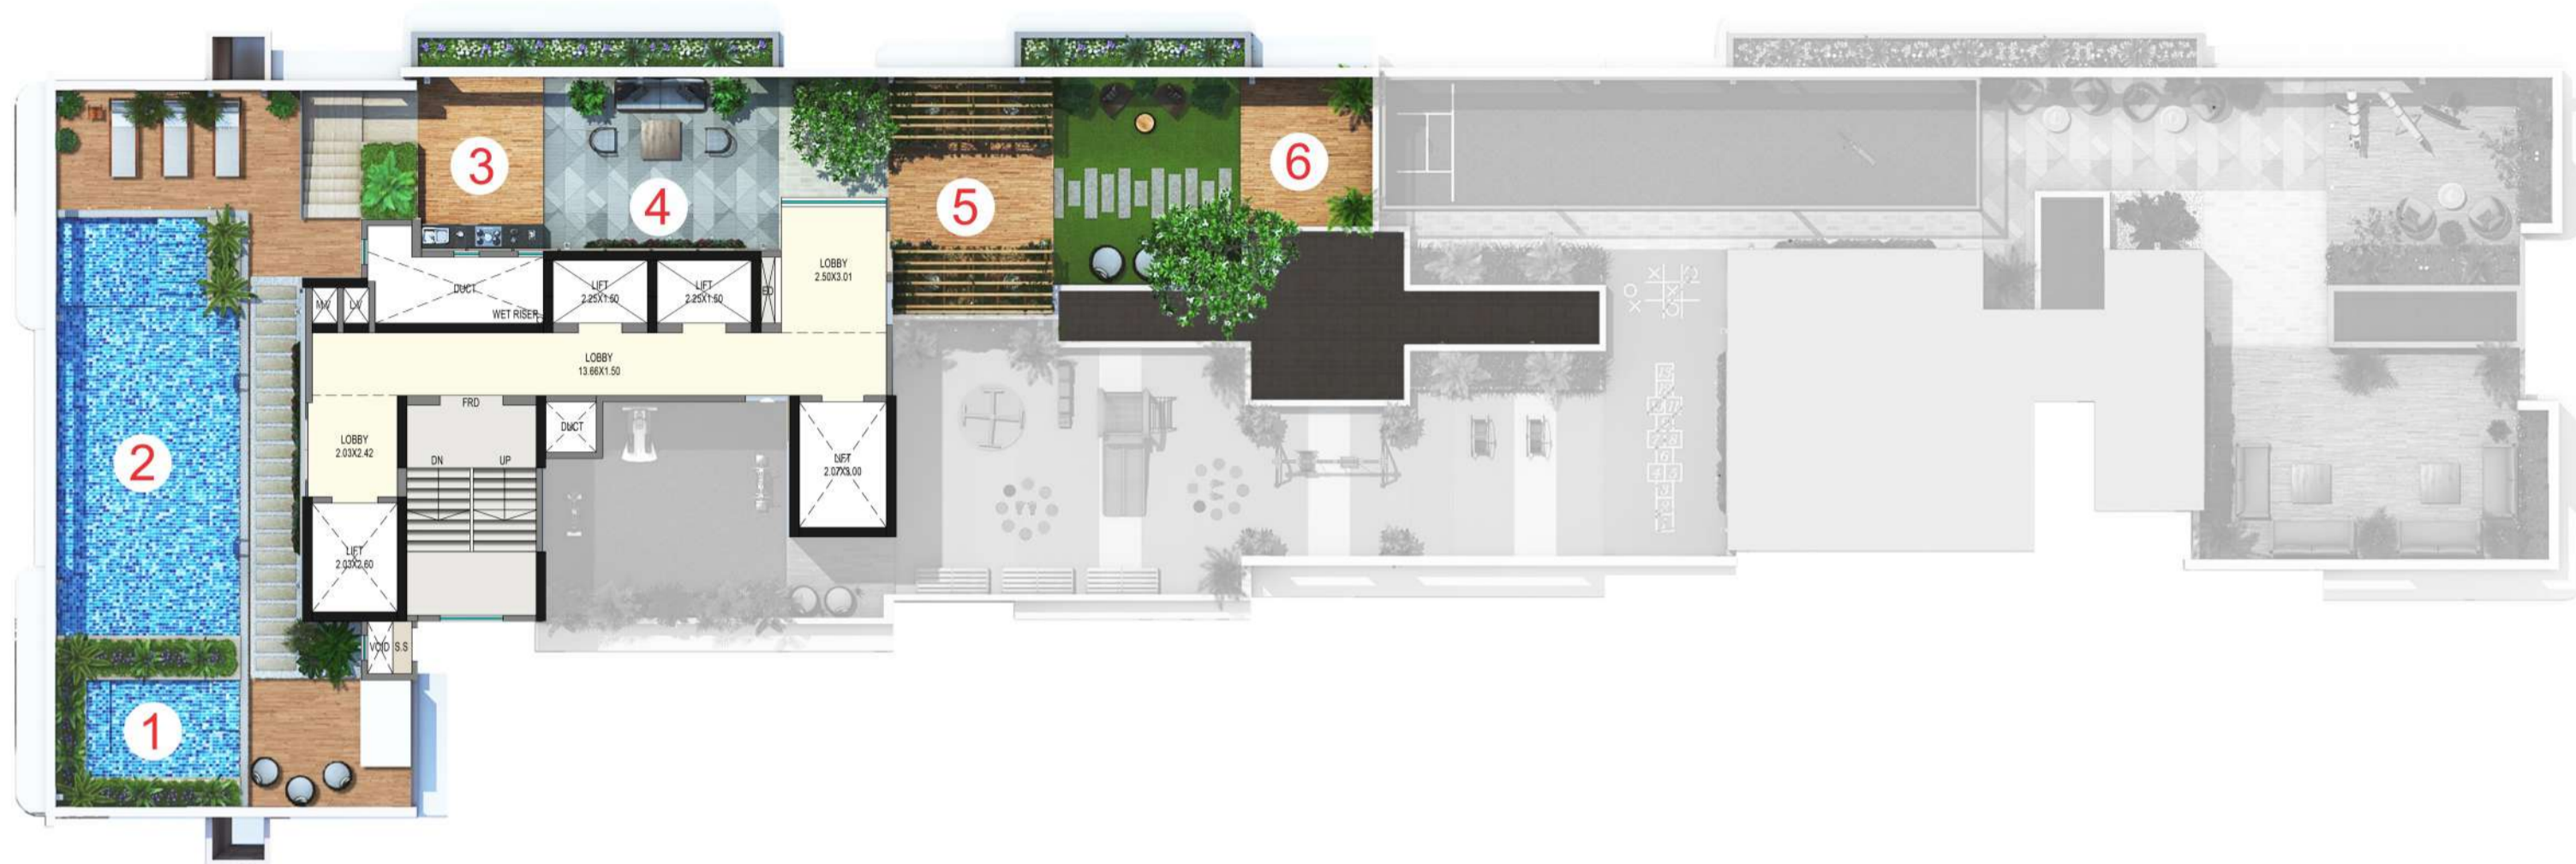 3
4
5
6
LOBBY
2.50X3.01
DUCT
LIFT
2.25X1.50
LIFT
2.25X1.50
ED
M.V
L.V
WET RISER
LOBBY
13.66X1.50
2
FRD
DUCT
LOBBY
2.03X2.42
DN
UP
LIFT
2.07X3.00
LIFT
2.03X2.60
VOID
S.S
1